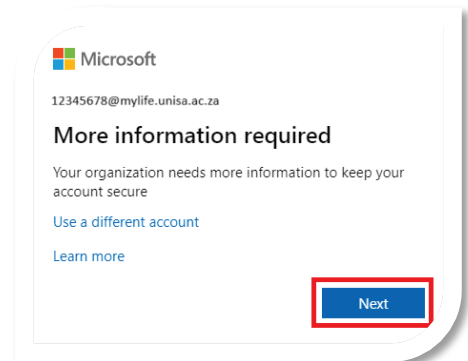 Microsoft
12345678@mylife.unisa.ac.za
More information required
Your organization needs more information to keep your
account secure
Use a different account
Learn more
Next